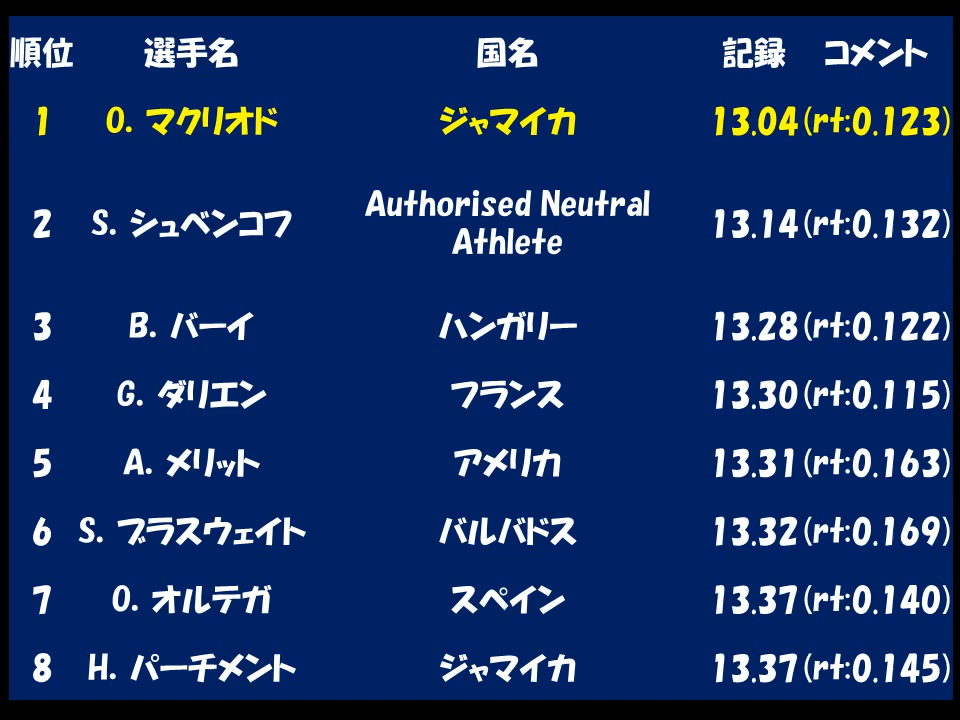 順位 選手名 国名 記録 コメント
1 O. マクリオド ジャマイカ 13.04 (rt:0.123)
2 S. シュベンコフ Authorised Neutral Athlete 13.14 (rt:0.132)
3 B. バーイ ハンガリー 13.28 (rt:0.122)
4 G. ダリエン フランス 13.30 (rt:0.115)
5 A. メリット アメリカ 13.31 (rt:0.163)
6 S. ブラスウェイト バルバドス 13.32 (rt:0.169)
7 O. オルテガ スペイン 13.37 (rt:0.140)
8 H. パーチメント ジャマイカ 13.37 (rt:0.145)